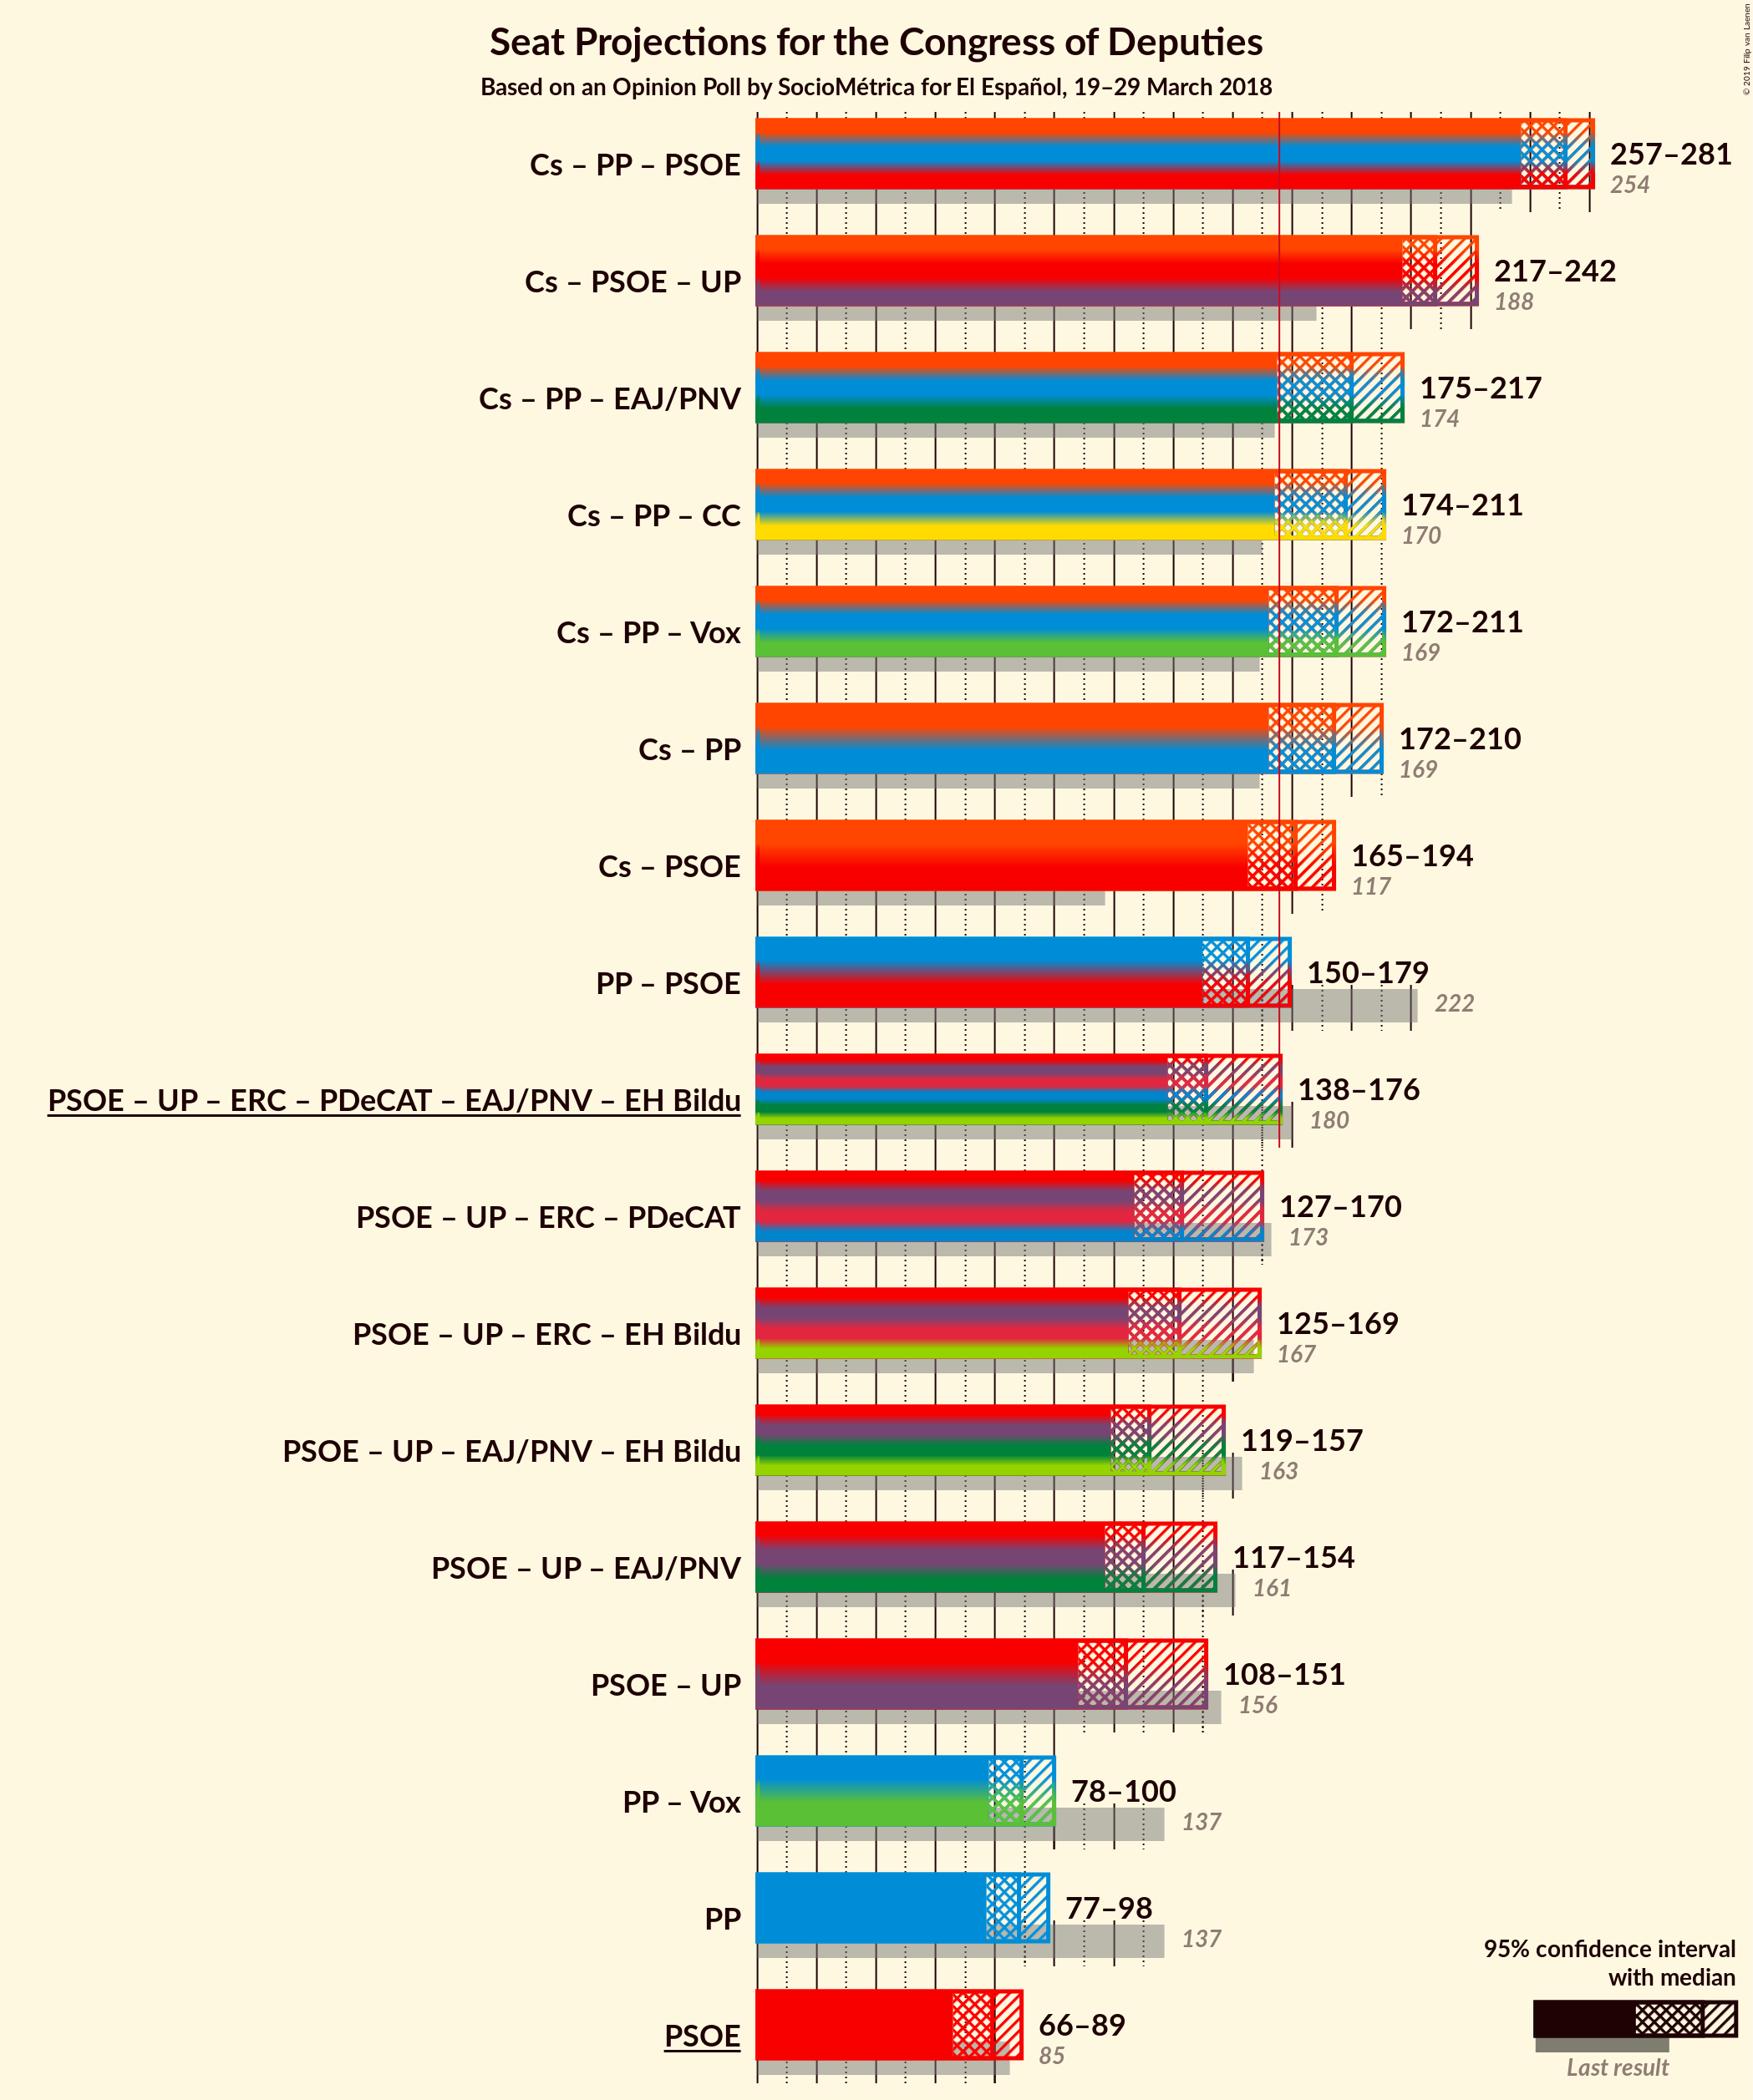 Seat Projections for the Congress of Deputies
Based on an Opinion Poll by SocioMétrica for El Español, 19–29 March 2018
© 2019 Filip van Laenen
Cs – PP – PSOE
257–281
254
Cs – PSOE – UP
217–242
188
Cs – PP – EAJ/PNV
175–217
174
Cs – PP – CC
174–211
170
Cs – PP – Vox
172–211
169
Cs – PP
172–210
169
Cs – PSOE
165–194
117
PP – PSOE
150–179
222
PSOE – UP – ERC – PDeCAT – EAJ/PNV – EH Bildu
138–176
180
PSOE – UP – ERC – PDeCAT
127–170
173
PSOE – UP – ERC – EH Bildu
125–169
167
PSOE – UP – EAJ/PNV – EH Bildu
119–157
163
PSOE – UP – EAJ/PNV
117–154
161
PSOE – UP
108–151
156
PP – Vox
78–100
137
PP
77–98
137
PSOE
66–89
85
95% confidence interval
with median
Last result